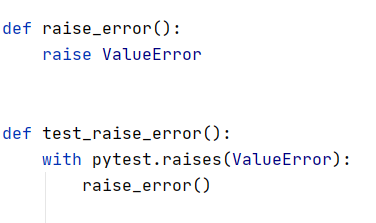 def raise_error():
    raise ValueError
def test_raise_error():
    with pytest.raises(ValueError):
        raise_error()